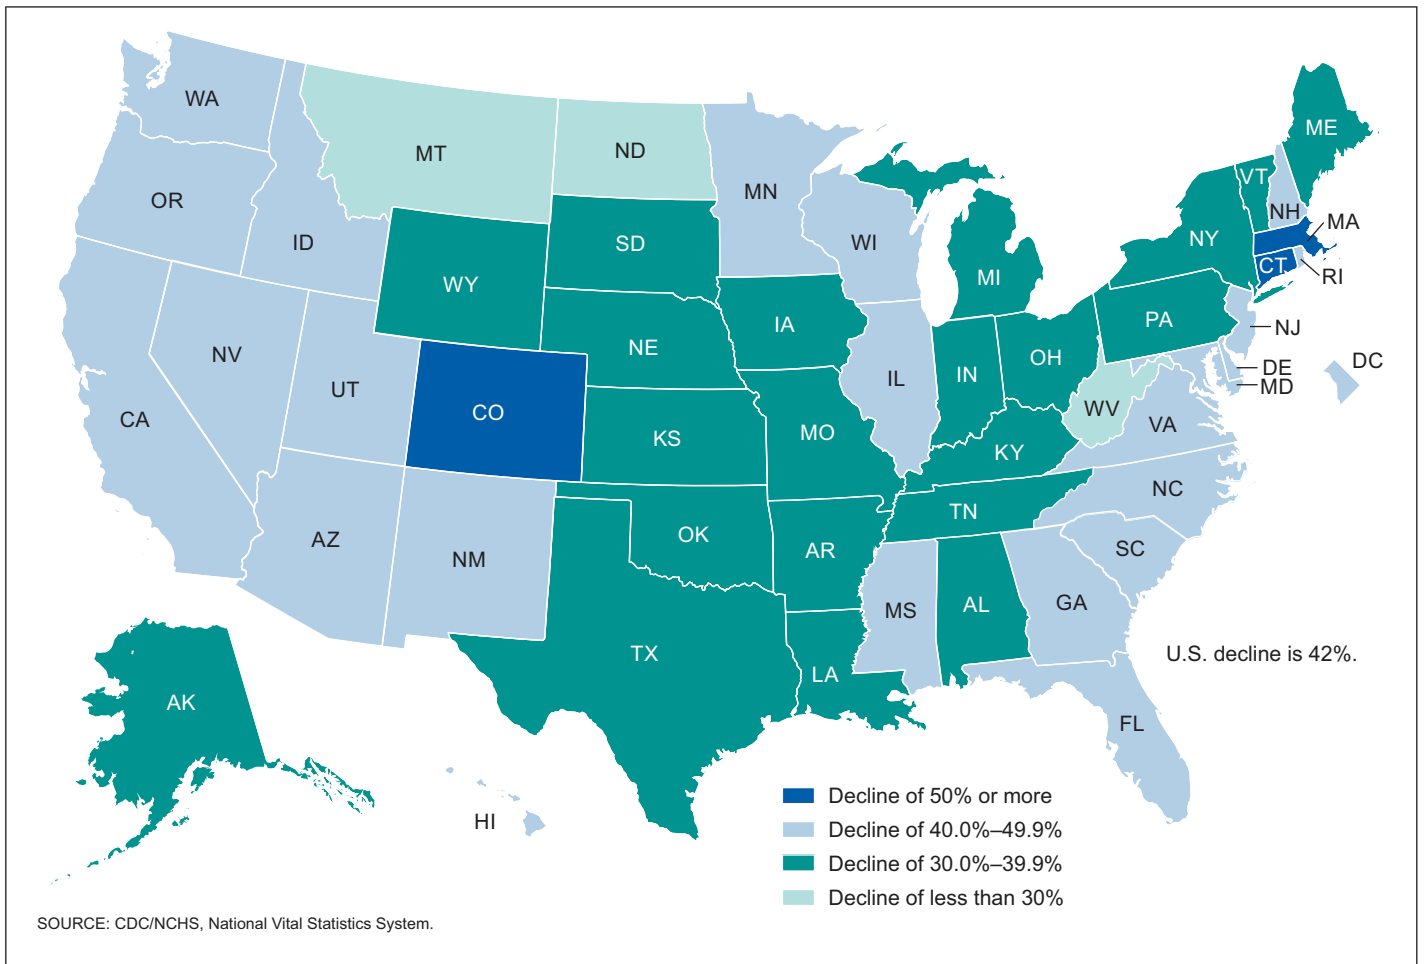 WA
MT
ND
MN
ME
VT
NH
MA
OR
ID
SD
WI
NY
CT
RI
WY
MI
IA
PA
NJ
NV
NE
OH
UT
IL
IN
DE
DC
MD
CA
CO
WV
KS
MO
VA
KY
NC
TN
AZ
NM
OK
AR
SC
MS
AL
GA
TX
LA
U.S. decline is 42%.
AK
FL
HI
Decline of 50% or more
Decline of 40.0%–49.9%
Decline of 30.0%–39.9%
Decline of less than 30%
SOURCE: CDC/NCHS, National Vital Statistics System.